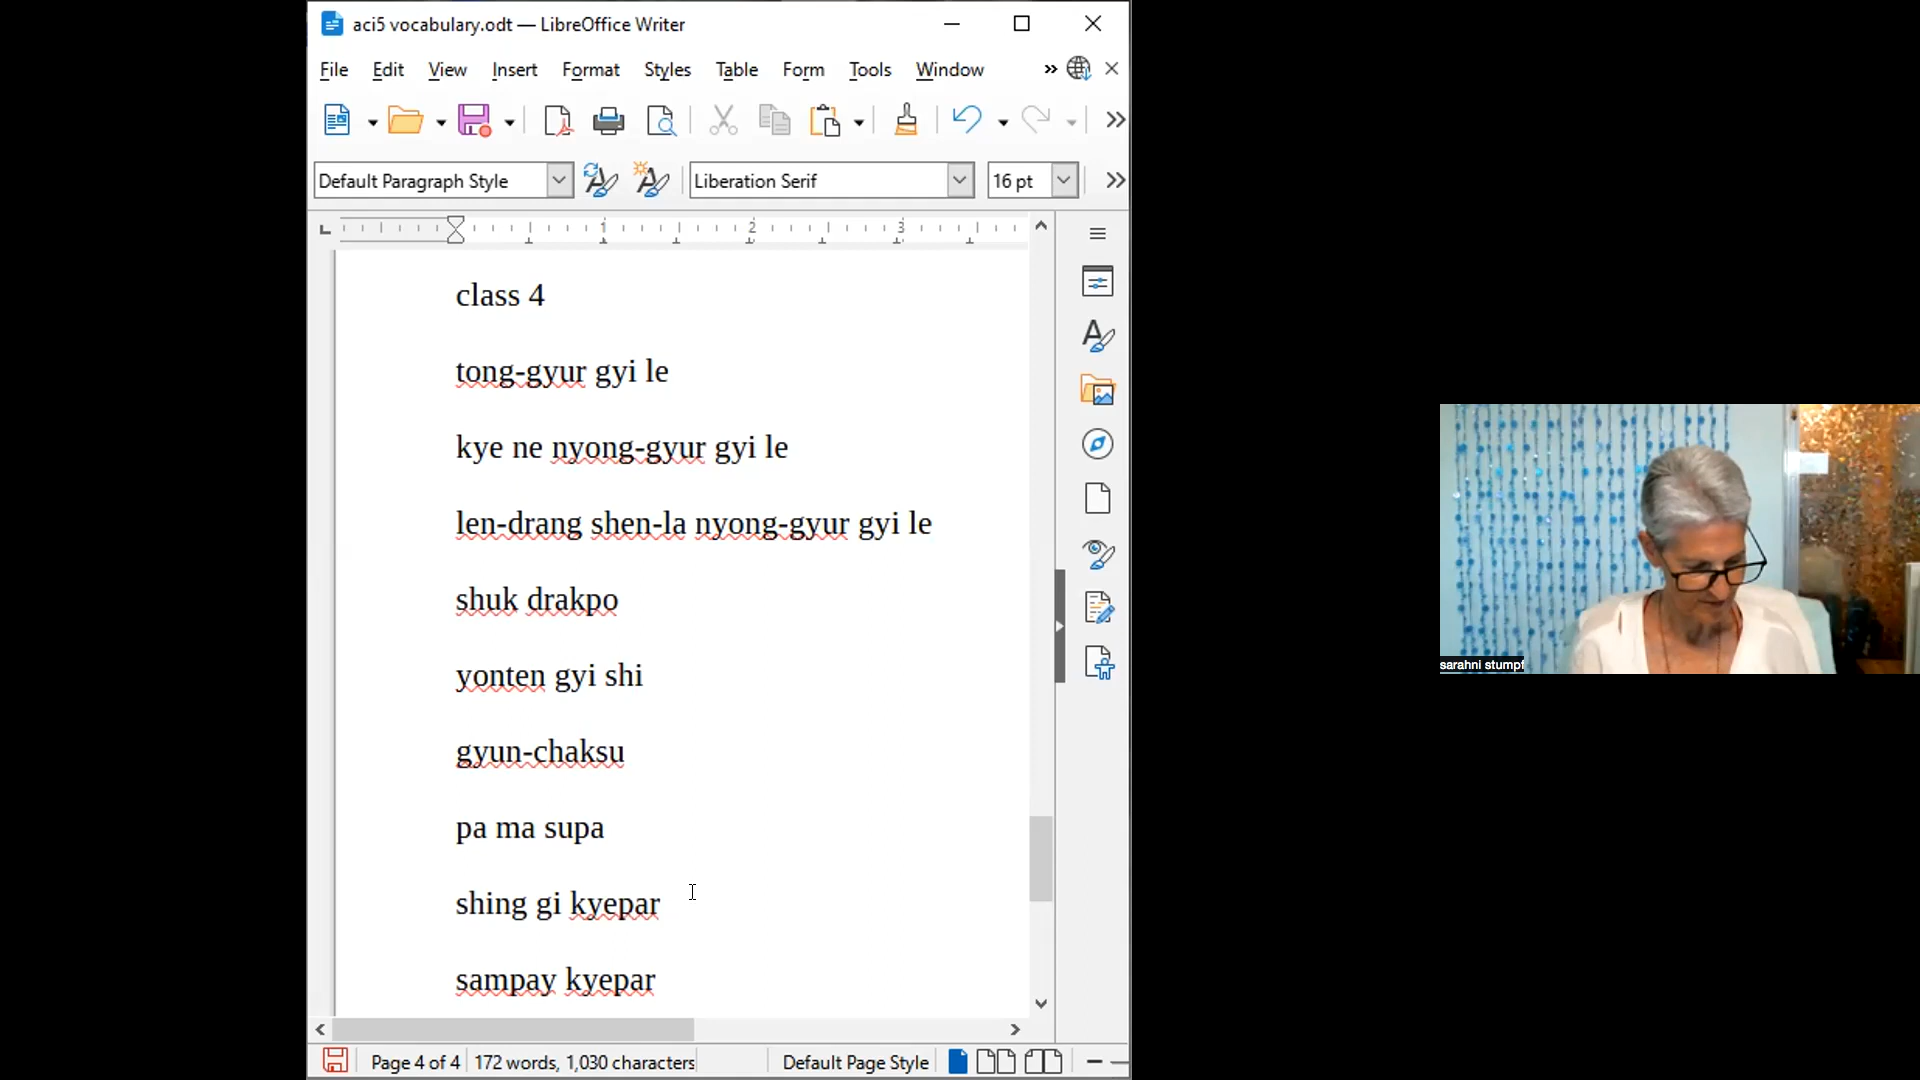 aci5 vocabulary.odt — LibreOffice Writer
File Edit View Insert Format Styles Table Form Tools Window
Default Paragraph Style Liberation Serif 16 pt
1 2 3
class 4
tong-gyur gyi le
kye ne nyong-gyur gyi le
len-drang shen-la nyong-gyur gyi le
shuk drakpo
yonten gyi shi
gyun-chaksu
pa ma supa
shing gi kyepar
sampay kyepar
sarahni stumpf
Page 4 of 4 172 words, 1,030 characters Default Page Style